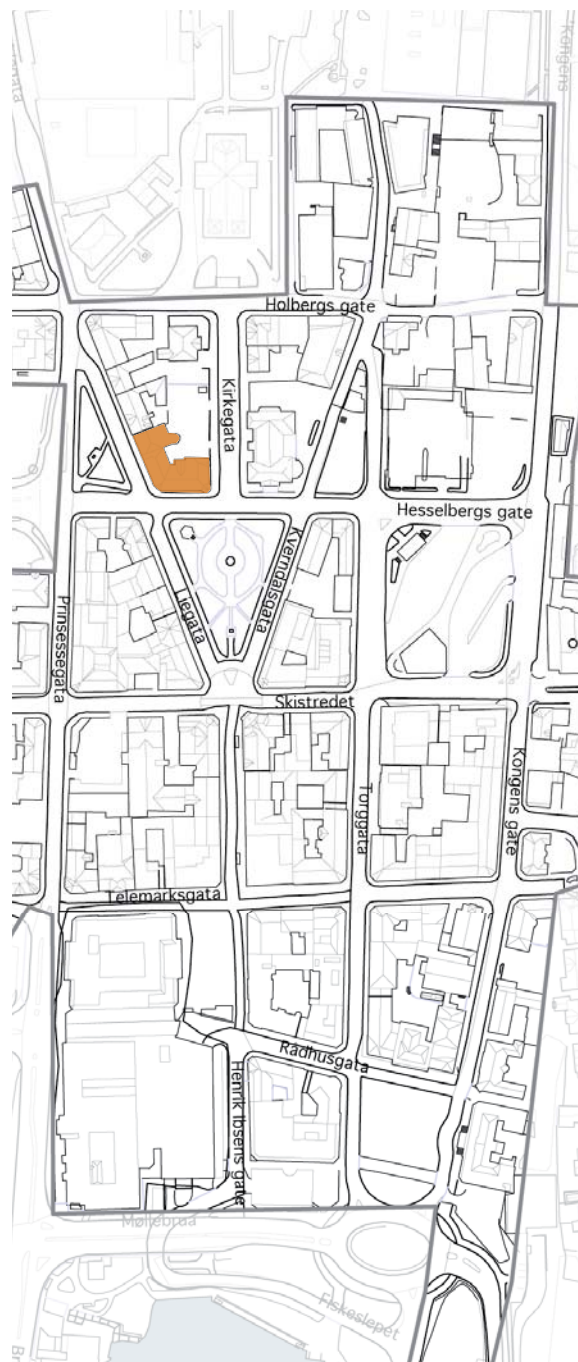 Kongens
Holbergs gate
Kirkegata
Hesselbergs gate
Kverndalsgata
Liegata
Prinsessegata
Skistredet
Torggata
Kongens gate
Telemarksgata
Rådhusgata
Henrik Ibsens gate
Møllebrua
Fiskeslepet